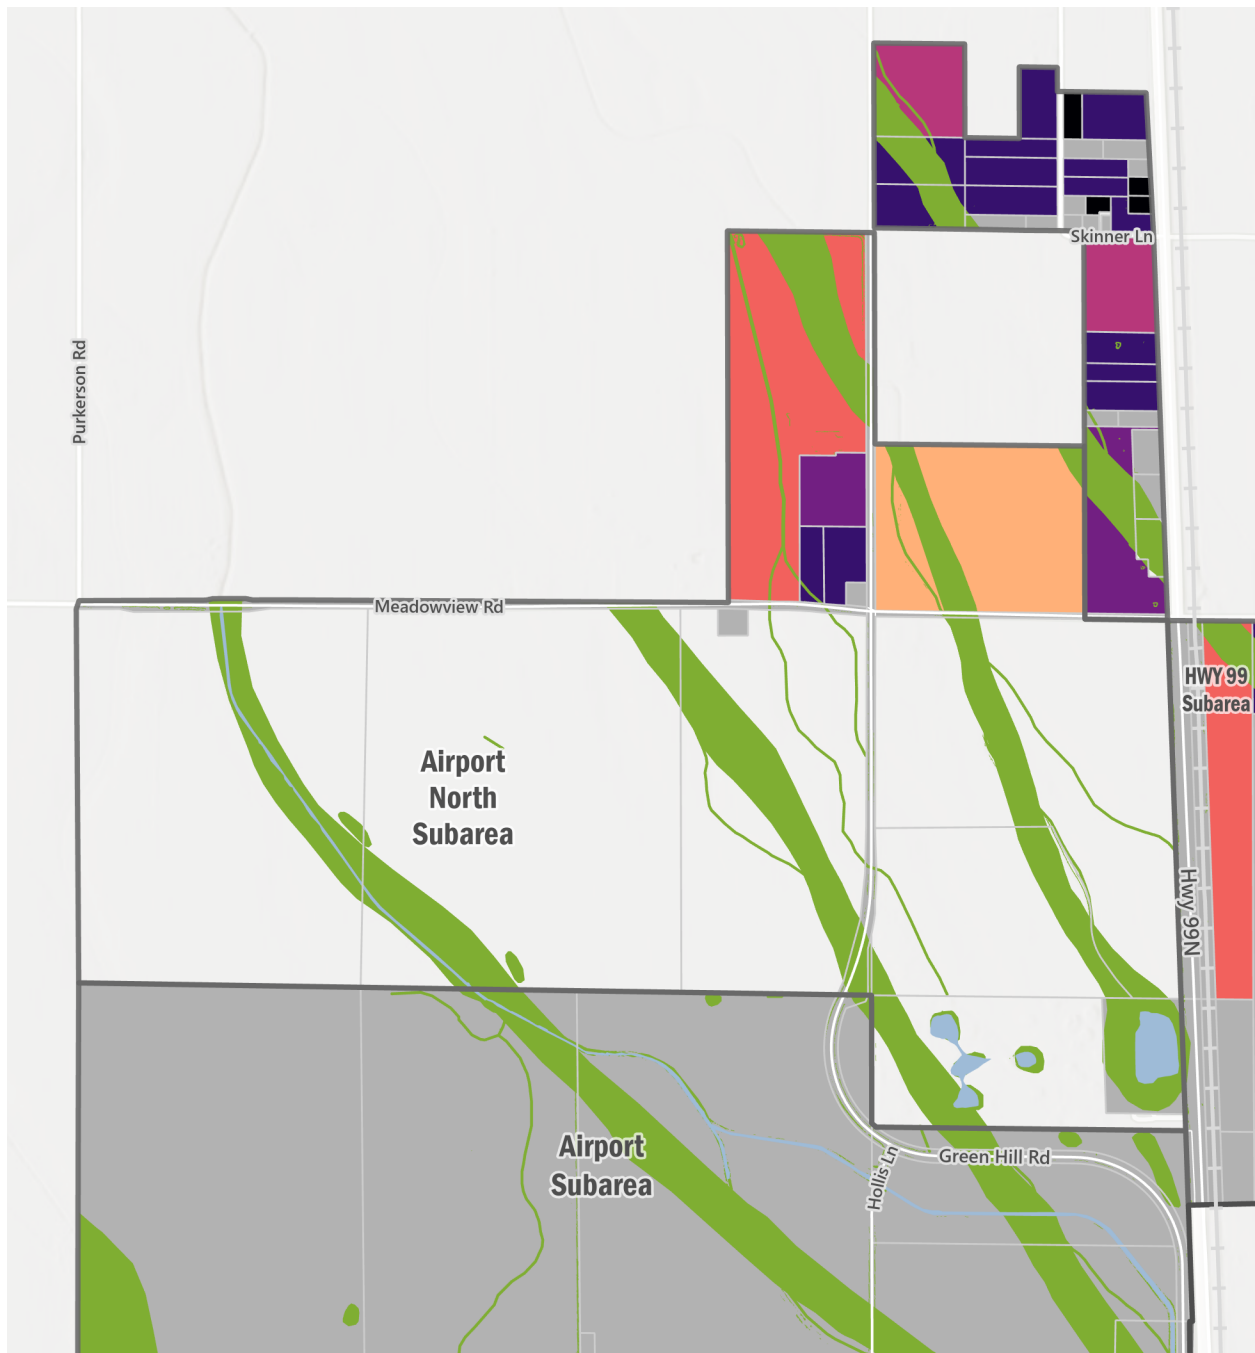 Skinner Ln
Purkerson Rd
Meadowview Rd
HWY 99
Subarea
Airport
North
Subarea
Hwy 99N
Airport
Subarea
Hollis Ln
Green Hill Rd